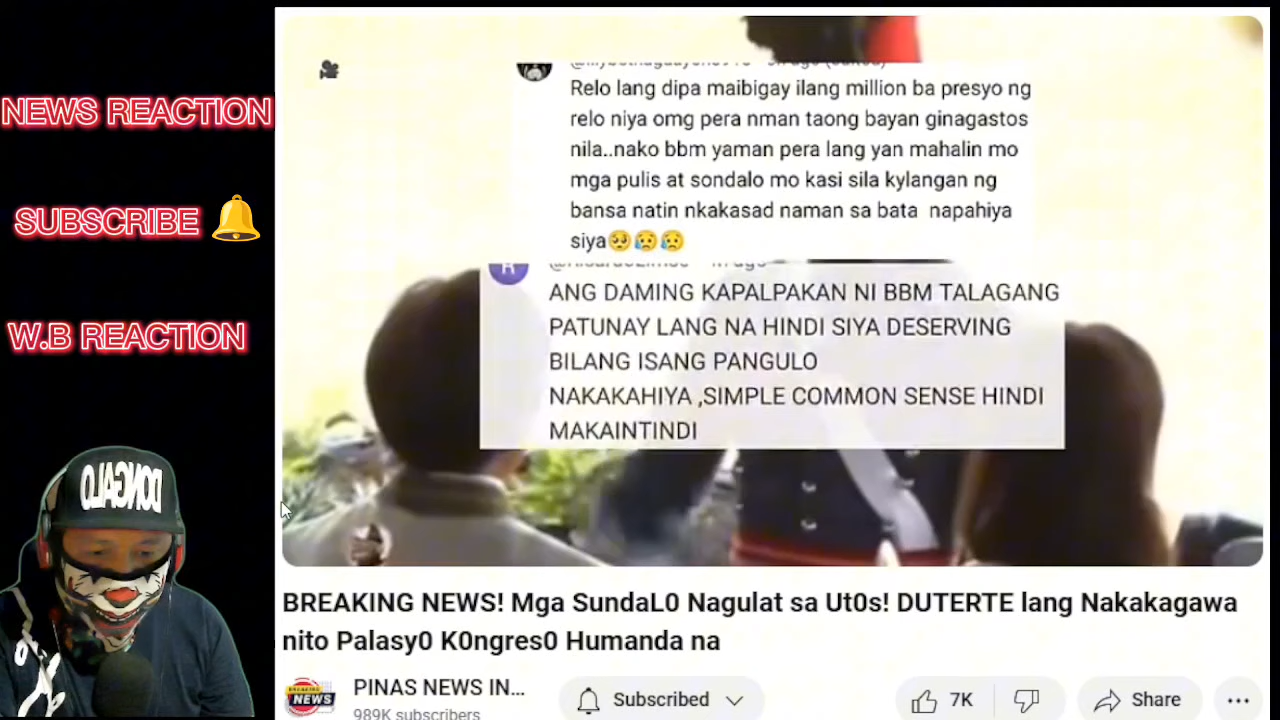 NEWS REACTION
SUBSCRIBE
W.B REACTION
DONGALO
Relo lang dipa maibigay ilang million ba presyo ng
relo niya omg pera nman taong bayan ginagastos
nila..nako bbm yaman pera lang yan mahalin mo
mga pulis at sondalo mo kasi sila kylangan ng
bansa natin nkakasad naman sa bata napahiya
siya🥺😥😥
ANG DAMING KAPALPAKAN NI BBM TALAGANG
PATUNAY LANG NA HINDI SIYA DESERVING
BILANG ISANG PANGULO
NAKAKAHIYA ,SIMPLE COMMON SENSE HINDI
MAKAINTINDI
BREAKING NEWS! Mga SundaL0 Nagulat sa Ut0s! DUTERTE lang Nakakagawa
nito Palasy0 K0ngres0 Humanda na
NEWS
PINAS NEWS IN...
989K subscribers
Subscribed
7K
Share